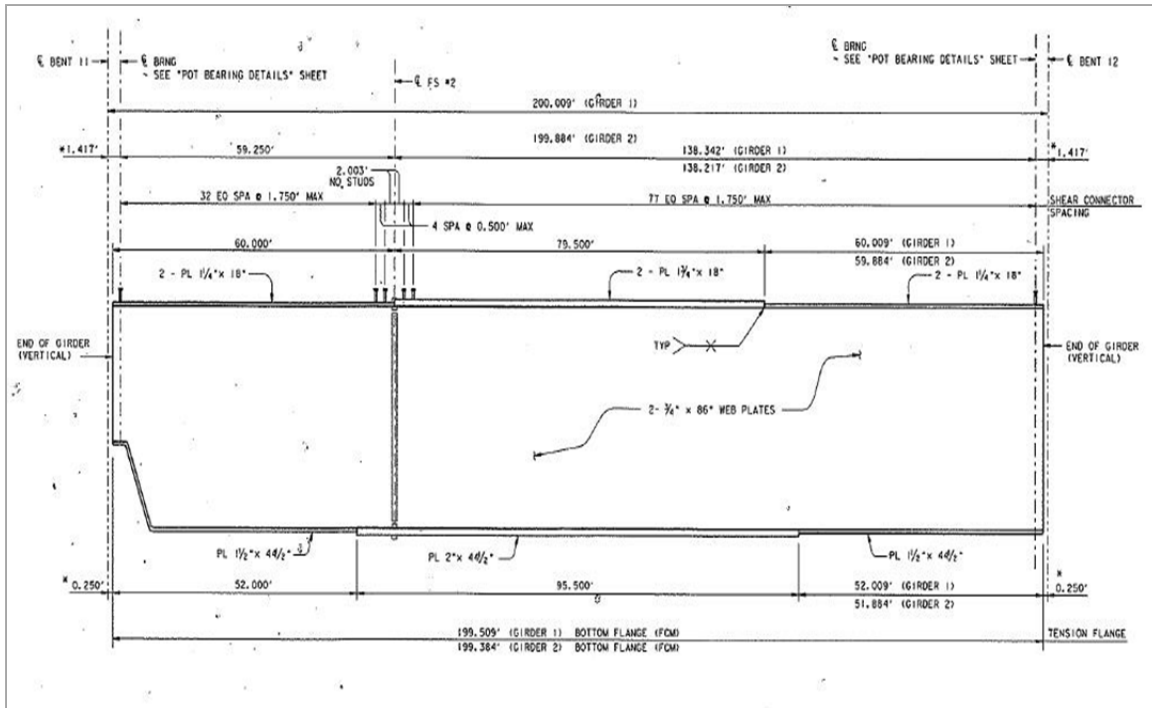 ℄ BENT 11
℄ BRNG
~ SEE "POT BEARING DETAILS" SHEET
℄ FS #2
℄ BRNG
~ SEE "POT BEARING DETAILS" SHEET
℄ BENT 12
200.009' (GIRDER 1)
199.884' (GIRDER 2)
*1.417'
59.250'
138.342' (GIRDER 1)
138.217' (GIRDER 2)
*1.417'
2.003'
NO STUDS
32 EQ SPA @ 1.750' MAX
77 EQ SPA @ 1.750' MAX
SHEAR CONNECTOR
SPACING
4 SPA @ 0.500' MAX
60.000'
79.500'
60.009' (GIRDER 1)
59.884' (GIRDER 2)
2 - PL 1¼"x 18"
2 - PL 1¾"x 18"
2 - PL 1¼"x 18"
TYP
END OF GIRDER
(VERTICAL)
END OF GIRDER
(VERTICAL)
2- ¾" x 86" WEB PLATES
PL 1½"x 44½"
PL 2"x 44½"
PL 1½"x 44½"
* 0.250'
52.000'
95.500'
52.009' (GIRDER 1)
51.884' (GIRDER 2)
* 0.250'
199.509' (GIRDER 1) BOTTOM FLANGE (FCM)
199.384' (GIRDER 2) BOTTOM FLANGE (FCM)
TENSION FLANGE